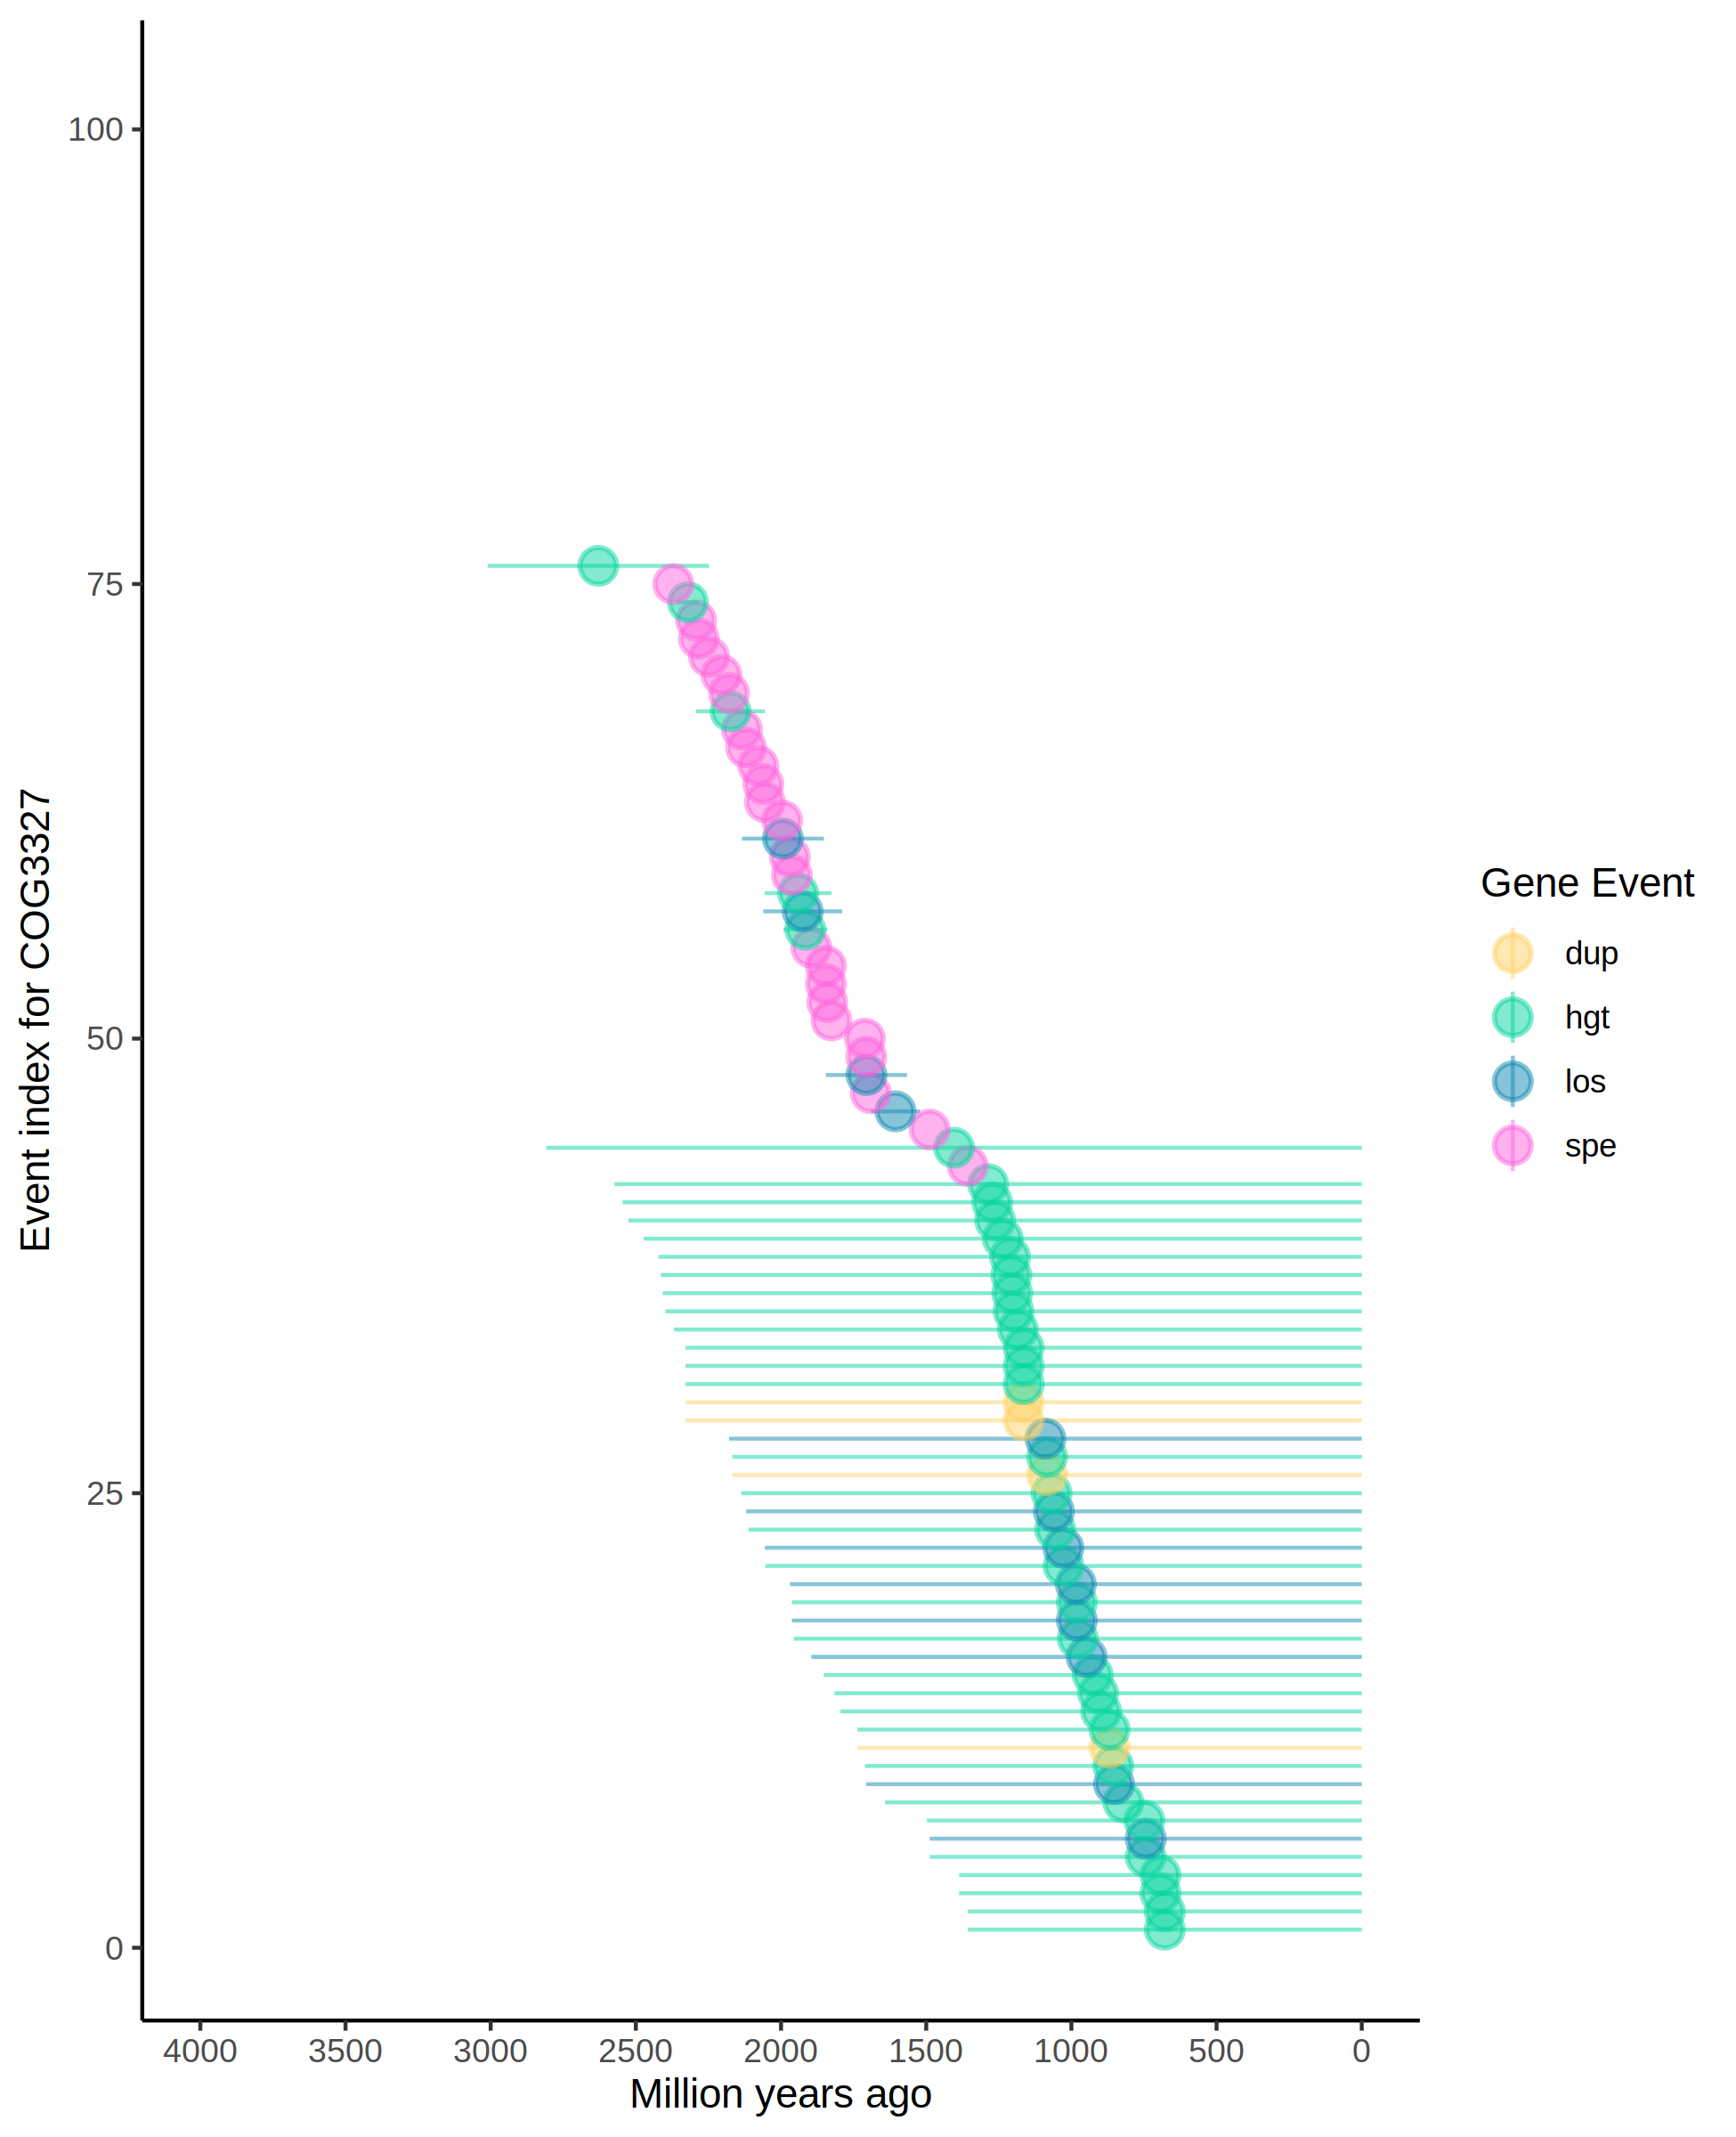 100
75
50
25
0
Event index for COG3327
4000 3500 3000 2500 2000 1500 1000 500 0
Million years ago
Gene Event
dup
hgt
los
spe